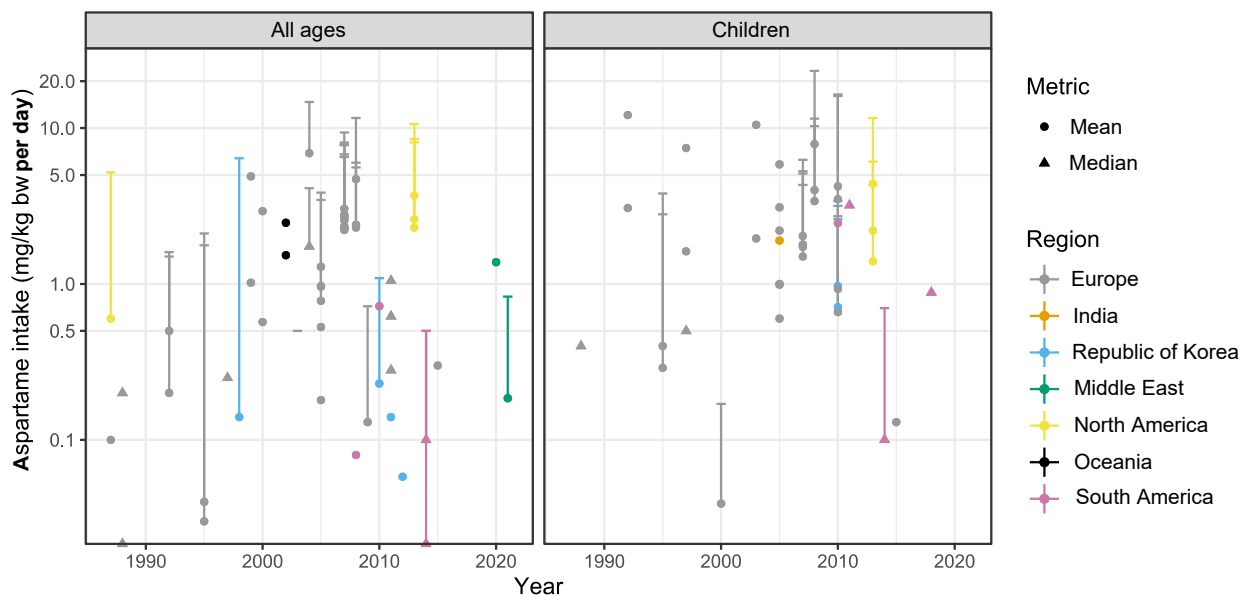 All ages
Children
20.0
10.0
5.0
1.0
0.5
0.1
Aspartame intake (mg/kg bw per day)
1990
2000
2010
2020
1990
2000
2010
2020
Year
Metric
Mean
Median
Region
Europe
India
Republic of Korea
Middle East
North America
Oceania
South America